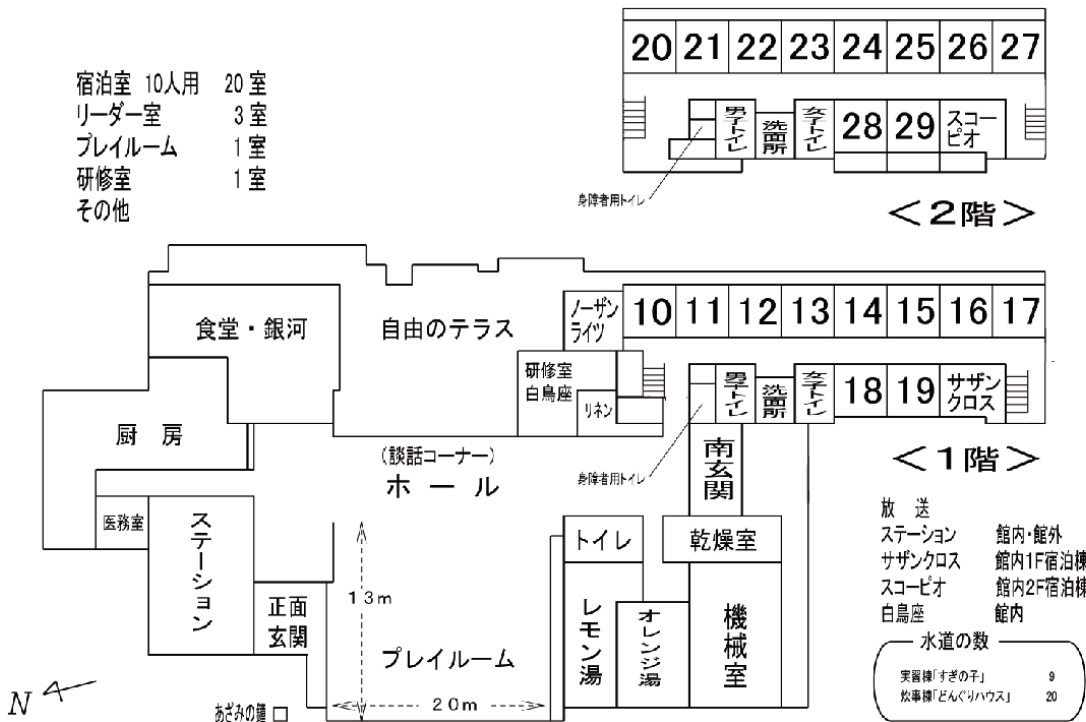 宿泊室 10人用 20室
リーダー室 3室
プレイルーム 1室
研修室 1室
その他
20 21 22 23 24 25 26 27
男子トイレ 洗面所 女子トイレ 28 29 スコーピオ
身障者用トイレ
<2階>
食堂・銀河
自由のテラス
ノーザンライツ
10 11 12 13 14 15 16 17
研修室
白鳥座
リネン
男子トイレ 洗面所 女子トイレ 18 19 サザンクロス
身障者用トイレ
<1階>
厨 房
(談話コーナー)
ホ ー ル
南玄関
医務室
ステーション
トイレ
乾燥室
正面
玄関
13m
プレイルーム
20m
レモン湯
オレンジ湯
機械室
N
あざみの鐘
放 送
ステーション 館内・館外
サザンクロス 館内1F宿泊棟
スコーピオ 館内2F宿泊棟
白鳥座 館内
水道の数
実習棟「すぎの子」 9
炊事棟「どんぐりハウス」 20